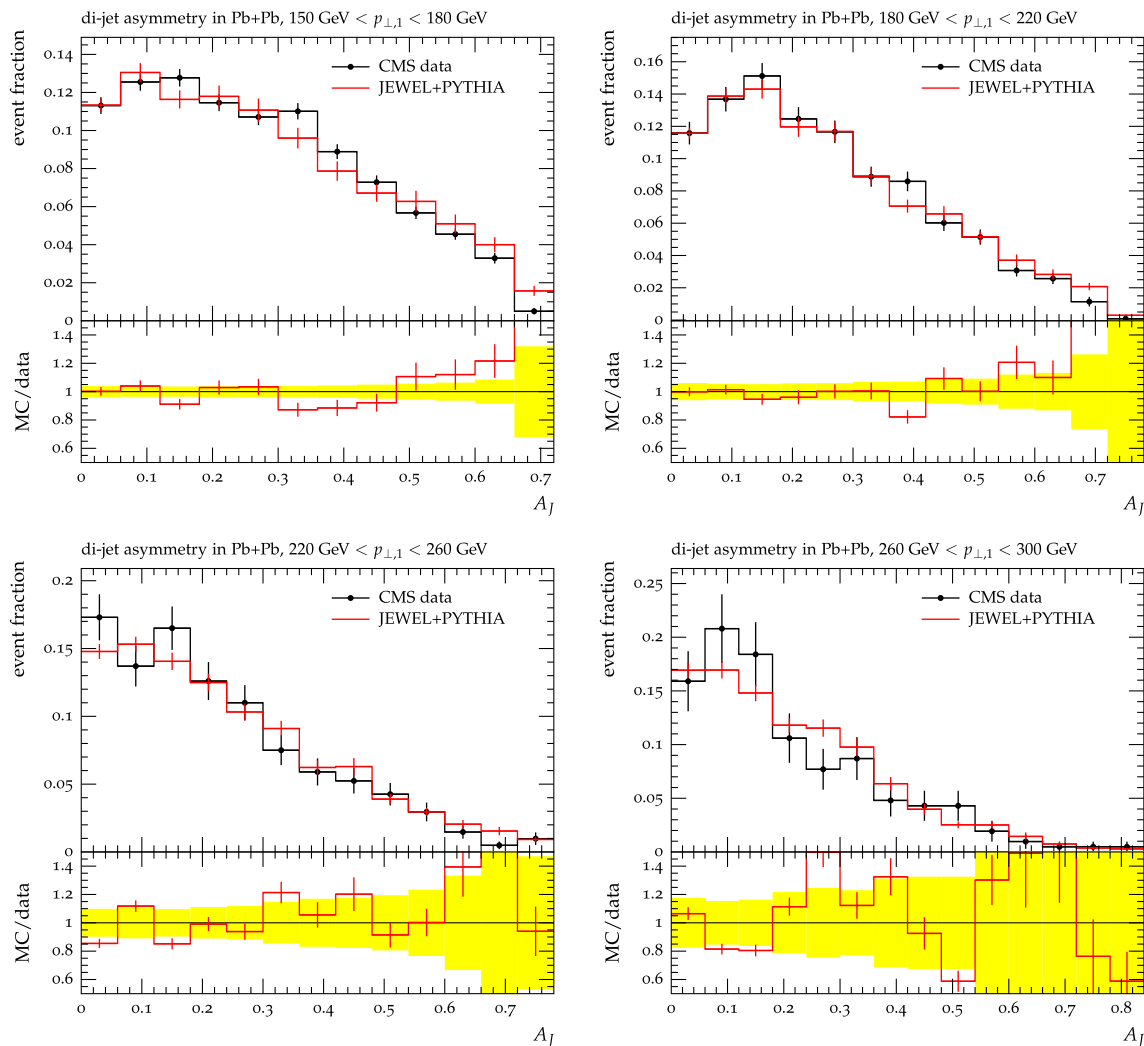 di-jet asymmetry in Pb+Pb, 150 GeV < p⊥,1 < 180 GeV
CMS data
JEWEL+PYTHIA
0
0.02
0.04
0.06
0.08
0.1
0.12
0.14
event fraction
0.6
0.8
1
1.2
1.4
MC/data
0 0.1 0.2 0.3 0.4 0.5 0.6 0.7
A_J
di-jet asymmetry in Pb+Pb, 180 GeV < p⊥,1 < 220 GeV
CMS data
JEWEL+PYTHIA
0
0.02
0.04
0.06
0.08
0.1
0.12
0.14
0.16
event fraction
0.6
0.8
1
1.2
1.4
MC/data
0 0.1 0.2 0.3 0.4 0.5 0.6 0.7
A_J
di-jet asymmetry in Pb+Pb, 220 GeV < p⊥,1 < 260 GeV
CMS data
JEWEL+PYTHIA
0
0.05
0.1
0.15
0.2
event fraction
0.6
0.8
1
1.2
1.4
MC/data
0 0.1 0.2 0.3 0.4 0.5 0.6 0.7
A_J
di-jet asymmetry in Pb+Pb, 260 GeV < p⊥,1 < 300 GeV
CMS data
JEWEL+PYTHIA
0
0.05
0.1
0.15
0.2
0.25
event fraction
0.6
0.8
1
1.2
1.4
MC/data
0 0.1 0.2 0.3 0.4 0.5 0.6 0.7 0.8
A_J